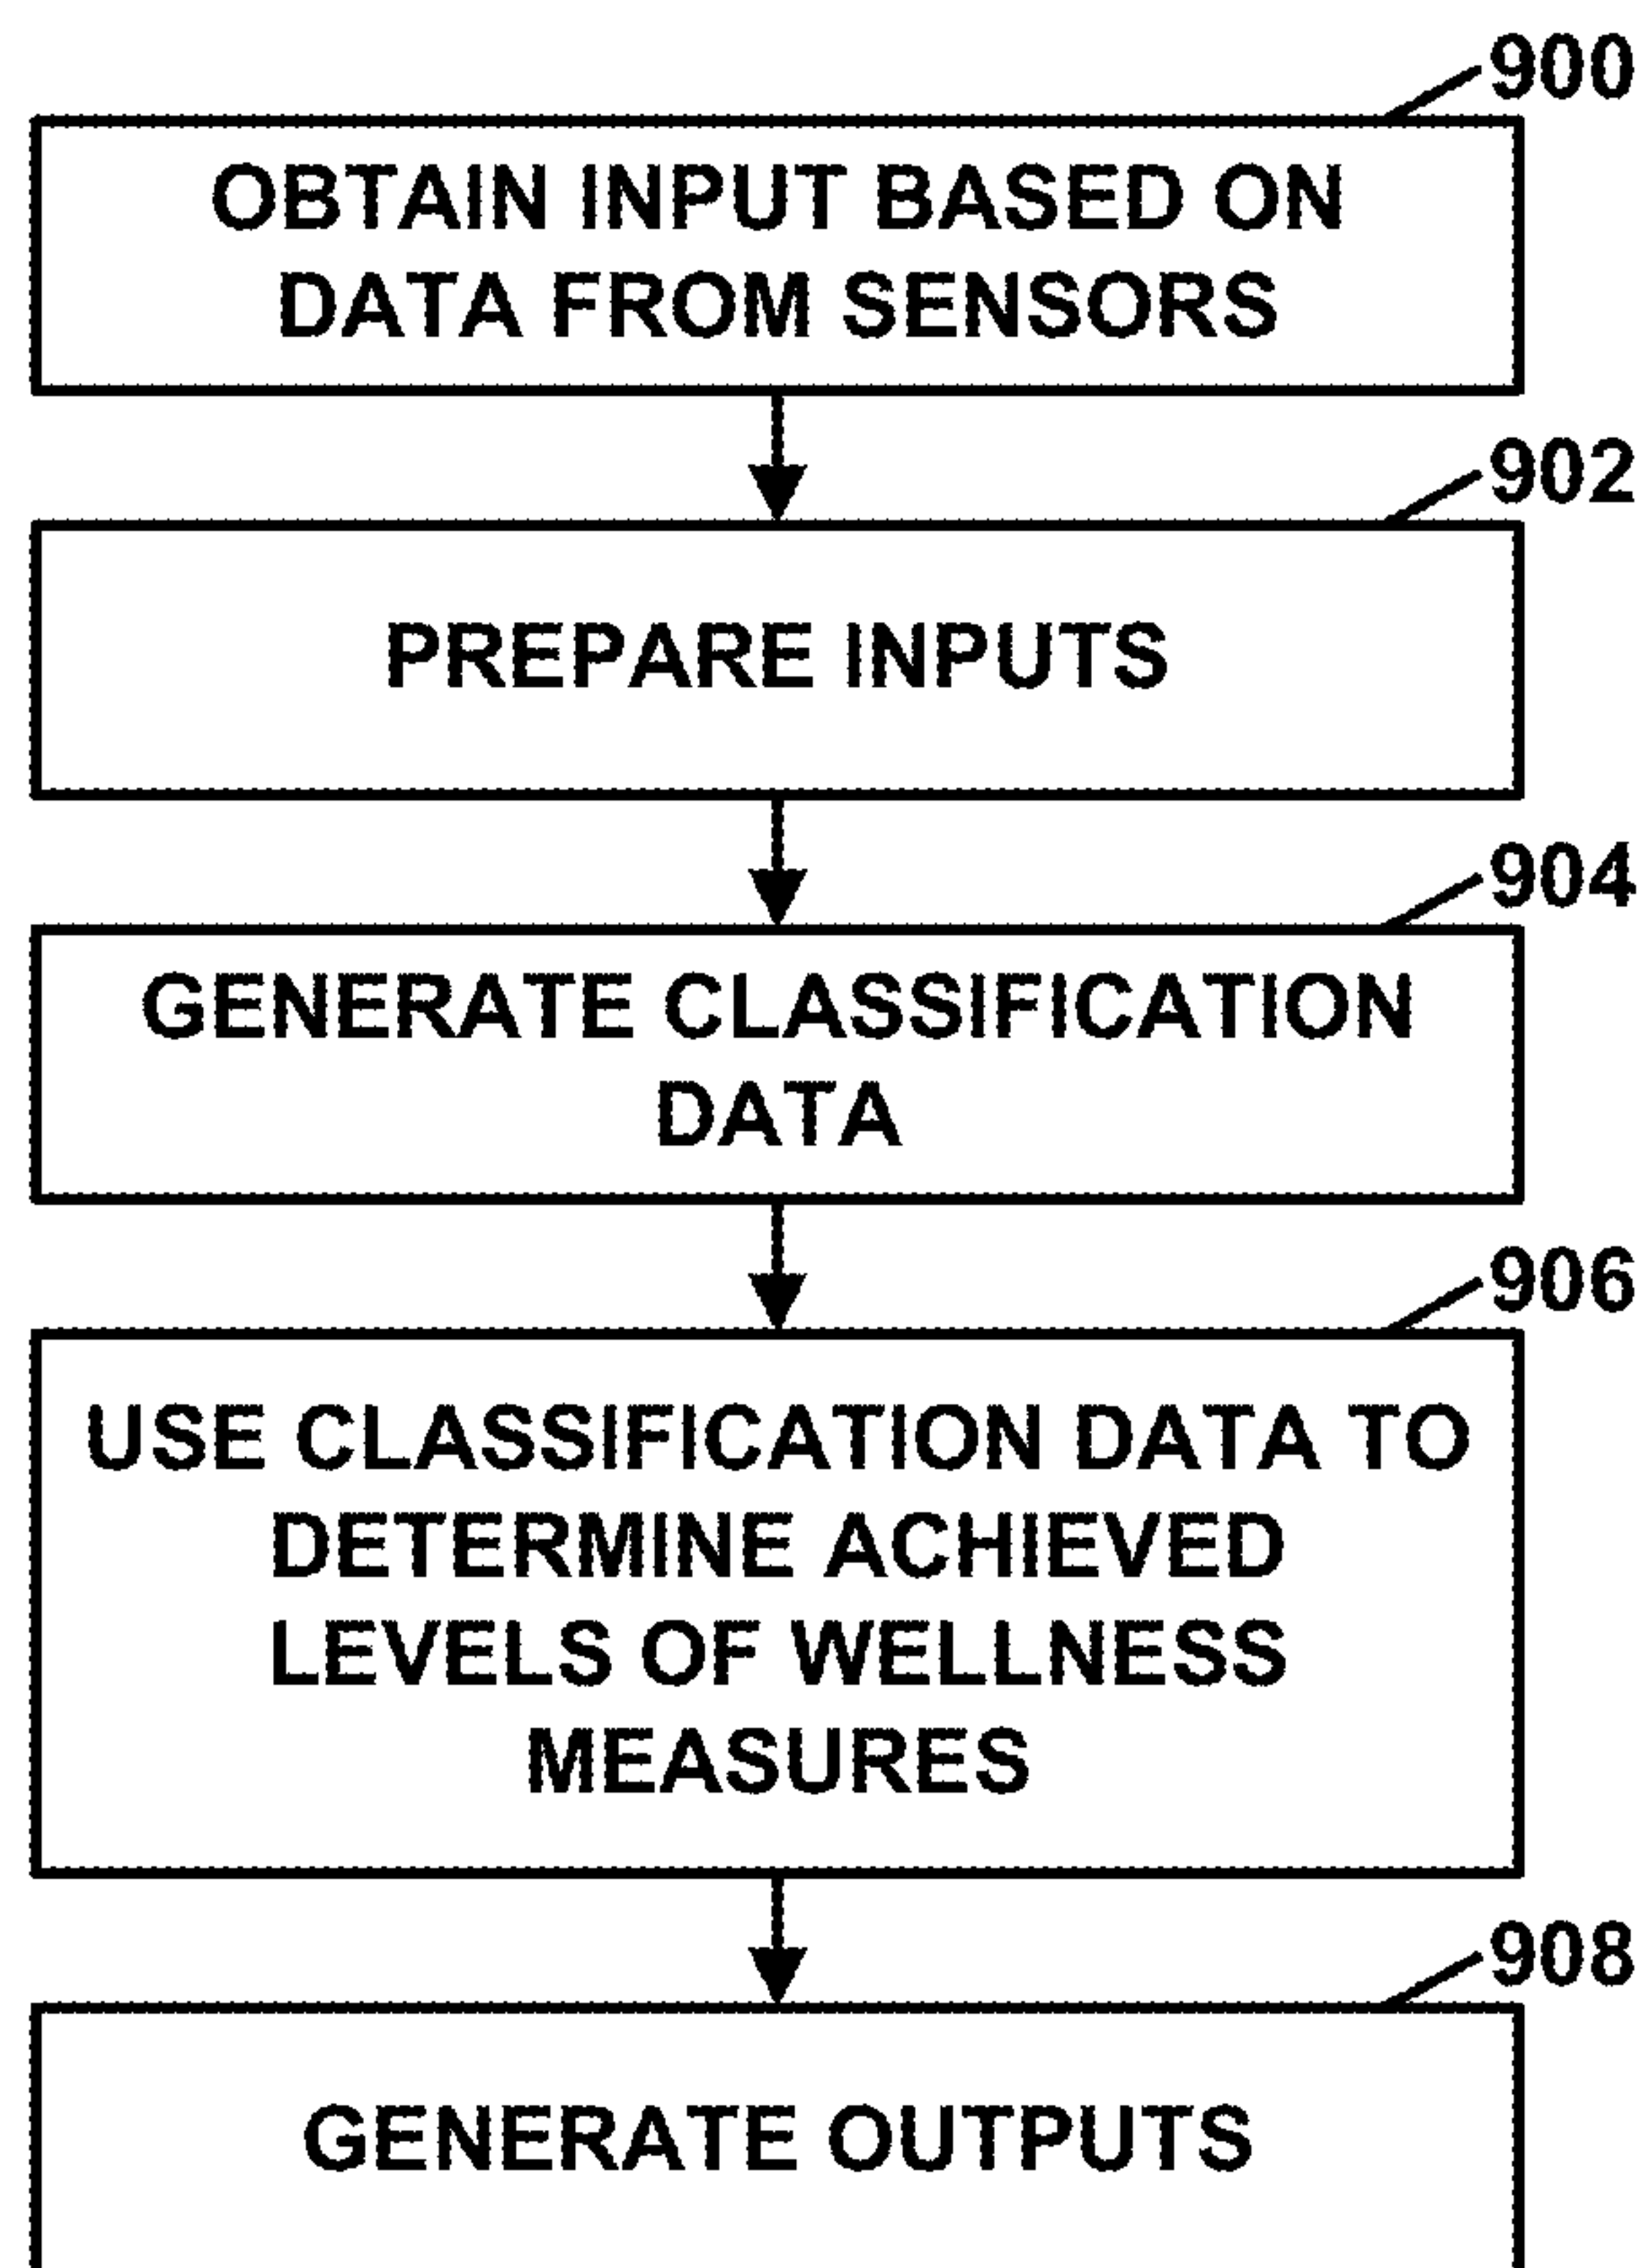 900
OBTAIN INPUT BASED ON
DATA FROM SENSORS
902
PREPARE INPUTS
904
GENERATE CLASSIFICATION
DATA
906
USE CLASSIFICATION DATA TO
DETERMINE ACHIEVED
LEVELS OF WELLNESS
MEASURES
908
GENERATE OUTPUTS